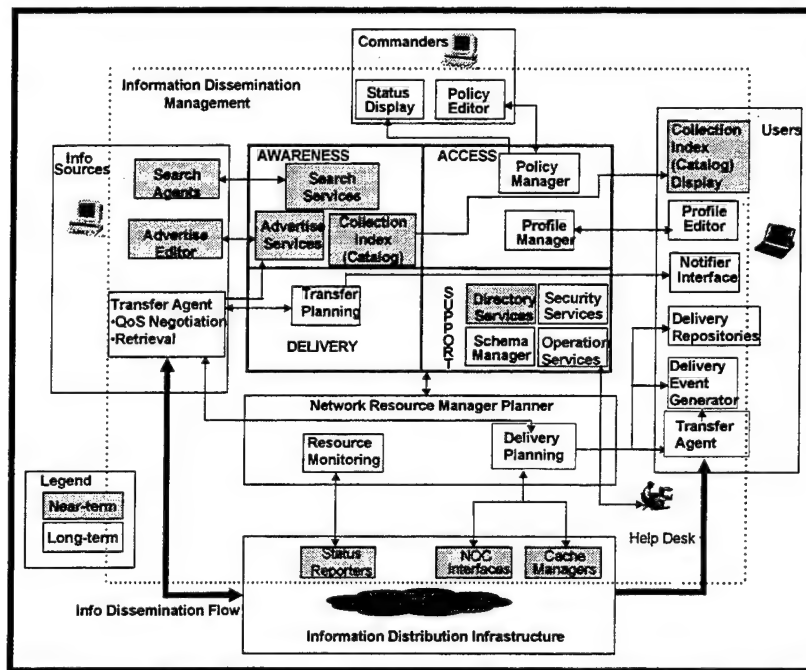 Commanders
Information Dissemination
Management
Status
Display
Policy
Editor
Info
Sources
Search
Agents
Advertise
Editor
Transfer Agent
•QoS Negotiation
•Retrieval
AWARENESS
Search
Services
Advertise
Services
Collection
Index
(Catalog)
ACCESS
Policy
Manager
Profile
Manager
Users
Collection
Index
(Catalog)
Display
Profile
Editor
Notifier
Interface
Delivery
Repositories
Delivery
Event
Generator
Transfer
Agent
Transfer
Planning
DELIVERY
SUPPORT
Directory
Services
Security
Services
Schema
Manager
Operation
Services
Network Resource Manager Planner
Resource
Monitoring
Delivery
Planning
Legend
Near-term
Long-term
Help Desk
Status
Reporters
NOC
Interfaces
Cache
Managers
Info Dissemination Flow
Information Distribution Infrastructure